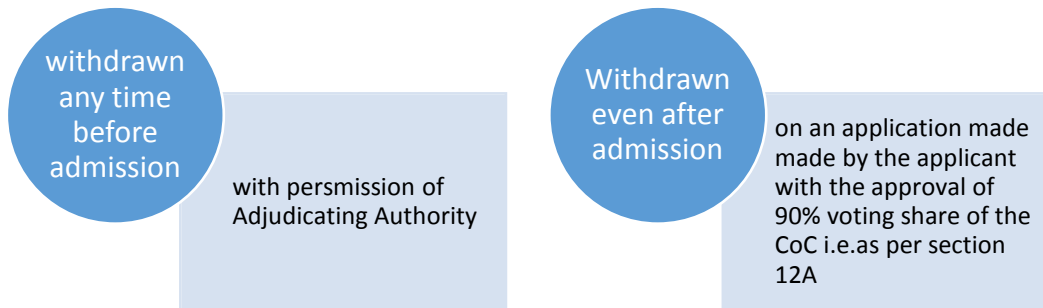 withdrawn
any time
before
admission
with persmission of
Adjudicating Authority
Withdrawn
even after
admission
on an application made
made by the applicant
with the approval of
90% voting share of the
CoC i.e.as per section
12A